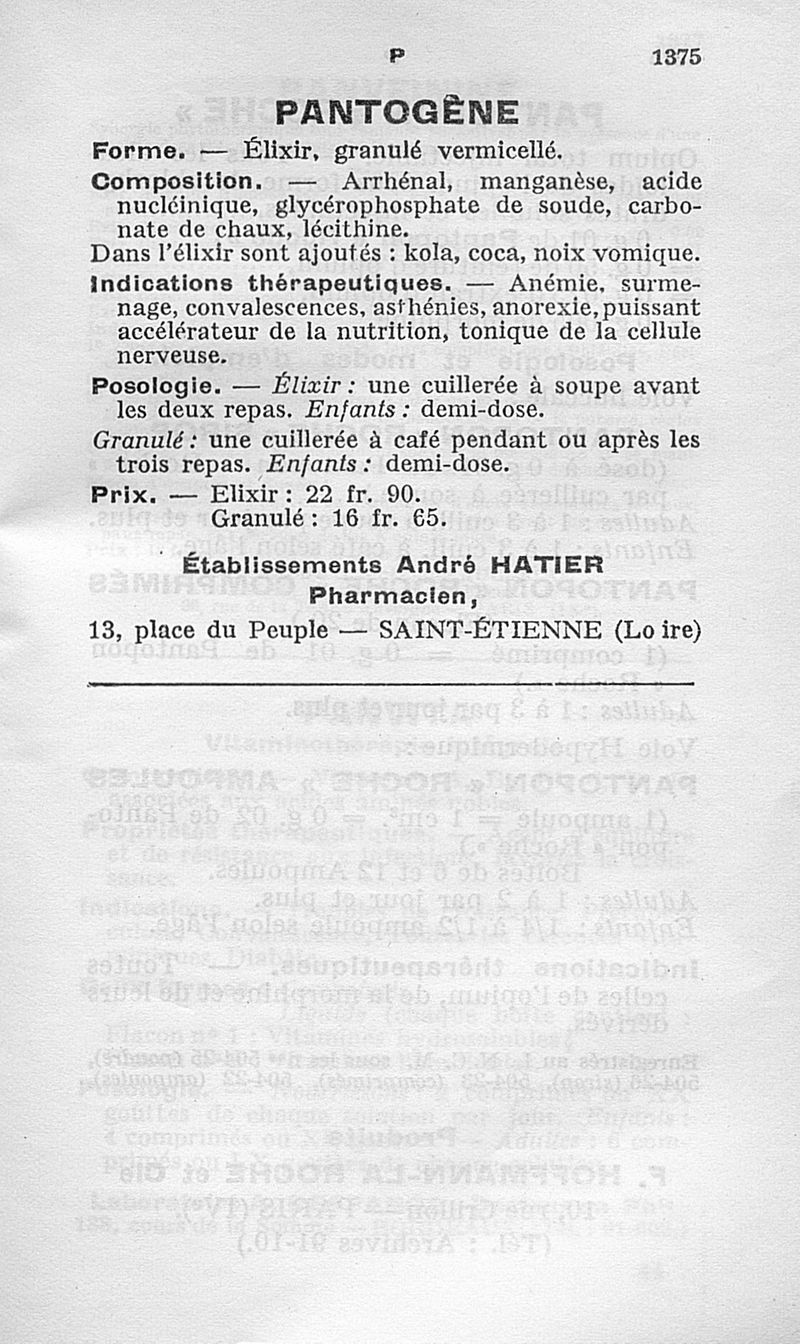 P 1375
PANTOGÈNE
Forme. — Élixir, granulé vermicellé.
Composition. — Arrhénal, manganèse, acide
nucléinique, glycérophosphate de soude, carbo-
nate de chaux, lécithine.
Dans l'élixir sont ajoutés : kola, coca, noix vomique.
Indications thérapeutiques. — Anémie, surme-
nage, convalescences, asthénies, anorexie, puissant
accélérateur de la nutrition, tonique de la cellule
nerveuse.
Posologie. — Élixir : une cuillerée à soupe avant
les deux repas. Enfants : demi-dose.
Granulé : une cuillerée à café pendant ou après les
trois repas. Enfants : demi-dose.
Prix. — Elixir : 22 fr. 90.
Granulé : 16 fr. 65.
Établissements André HATIER
Pharmacien,
13, place du Peuple — SAINT-ÉTIENNE (Loire)